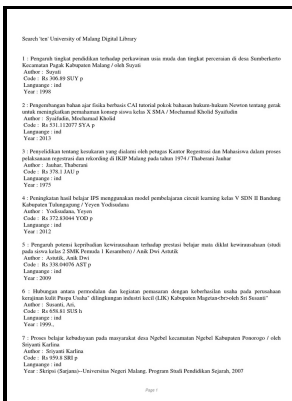 Search 'ten' University of Malang Digital Library
1 : Pengaruh tingkat pendidikan terhadap perkawinan usia muda dan tingkat perceraian di desa Sumberkerto
Kecamatan Pagak Kabupaten Malang / oleh Suyati
Author : Suyati
Code : Rs 306.89 SUY p
Languange : ind
Year : 1998
2 : Pengembangan bahan ajar fisika berbasis CAI tutorial pokok bahasan hukum-hukum Newton tentang gerak
untuk meningkatkan pemahaman konsep siswa kelas X SMA / Mochamad Kholid Syaifudin
Author : Syaifudin, Mochamad Kholid
Code : Rs 531.112077 SYA p
Languange : ind
Year : 2013
3 : Penyelidikan tentang kesukaran yang dialami oleh petugas Kantor Regestrasi dan Mahasiswa dalam proses
pelaksanaan regestrasi dan rekording di IKIP Malang pada tahun 1974 / Thaberani Jauhar
Author : Jauhar, Thaberani
Code : Rs 378.1 JAU p
Languange : ind
Year : 1975
4 : Peningkatan hasil belajar IPS menggunakan model pembelajaran circuit learning kelas V SDN II Bandung
Kabupaten Tulungagung / Yeyen Yodisudana
Author : Yodisudana, Yeyen
Code : Rs 372.83044 YOD p
Languange : ind
Year : 2012
5 : Pengaruh potensi kepribadian kewirausahaan terhadap prestasi belajar mata diklat kewirausahaan (studi
pada siswa kelas 2 SMK Pemuda 1 Kesamben) / Anik Dwi Astutik
Author : Astutik, Anik Dwi
Code : Rs 338.04076 AST p
Languange : ind
Year : 2009
6 : Hubungan antara permodalan dan kegiatan pemasaran dengan keberhasilan usaha pada perusahaan
kerajinan kulit Puspa Usaha" dilingkungan industri kecil (LIK) Kabupaten Magetan<br>oleh Sri Susanti"
Author : Susanti, Sri,
Code : Rs 658.81 SUS h
Languange : ind
Year : 1999..
7 : Proses belajar kebudayaan pada masyarakat desa Ngebel kecamatan Ngebel Kabupaten Ponorogo / oleh
Sriyanti Karlina
Author : Sriyanti Karlina
Code : Rs 959.8 SRI p
Languange : ind
Year : Skripsi (Sarjana)--Universitas Negeri Malang. Program Studi Pendidikan Sejarah, 2007
Page 1